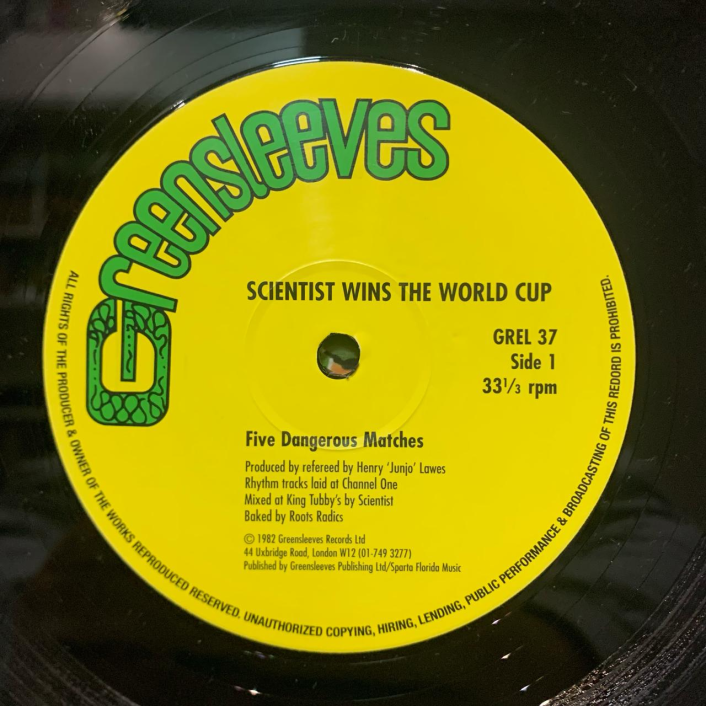 Greensleeves
SCIENTIST WINS THE WORLD CUP
GREL 37
Side 1
33 1/3 rpm
Five Dangerous Matches
Produced by refereed by Henry 'Junjo' Lawes
Rhythm tracks laid at Channel One
Mixed at King Tubby's by Scientist
Baked by Roots Radics
© 1982 Greensleeves Records Ltd
44 Uxbridge Road, London W12 (01-749 3277)
Published by Greensleeves Publishing Ltd/Sparta Florida Music
ALL RIGHTS OF THE PRODUCER & OWNER OF THE WORKS REPRODUCED RESERVED. UNAUTHORIZED COPYING, HIRING, LENDING, PUBLIC PERFORMANCE & BROADCASTING OF THIS REDORD IS PROHIBITED.